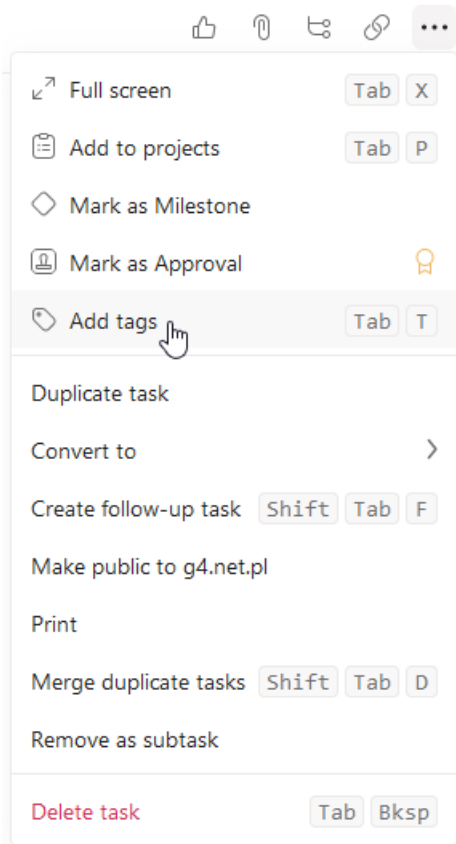 Full screen Tab X
Add to projects Tab P
Mark as Milestone
Mark as Approval
Add tags Tab T
Duplicate task
Convert to
Create follow-up task Shift Tab F
Make public to g4.net.pl
Print
Merge duplicate tasks Shift Tab D
Remove as subtask
Delete task Tab Bksp